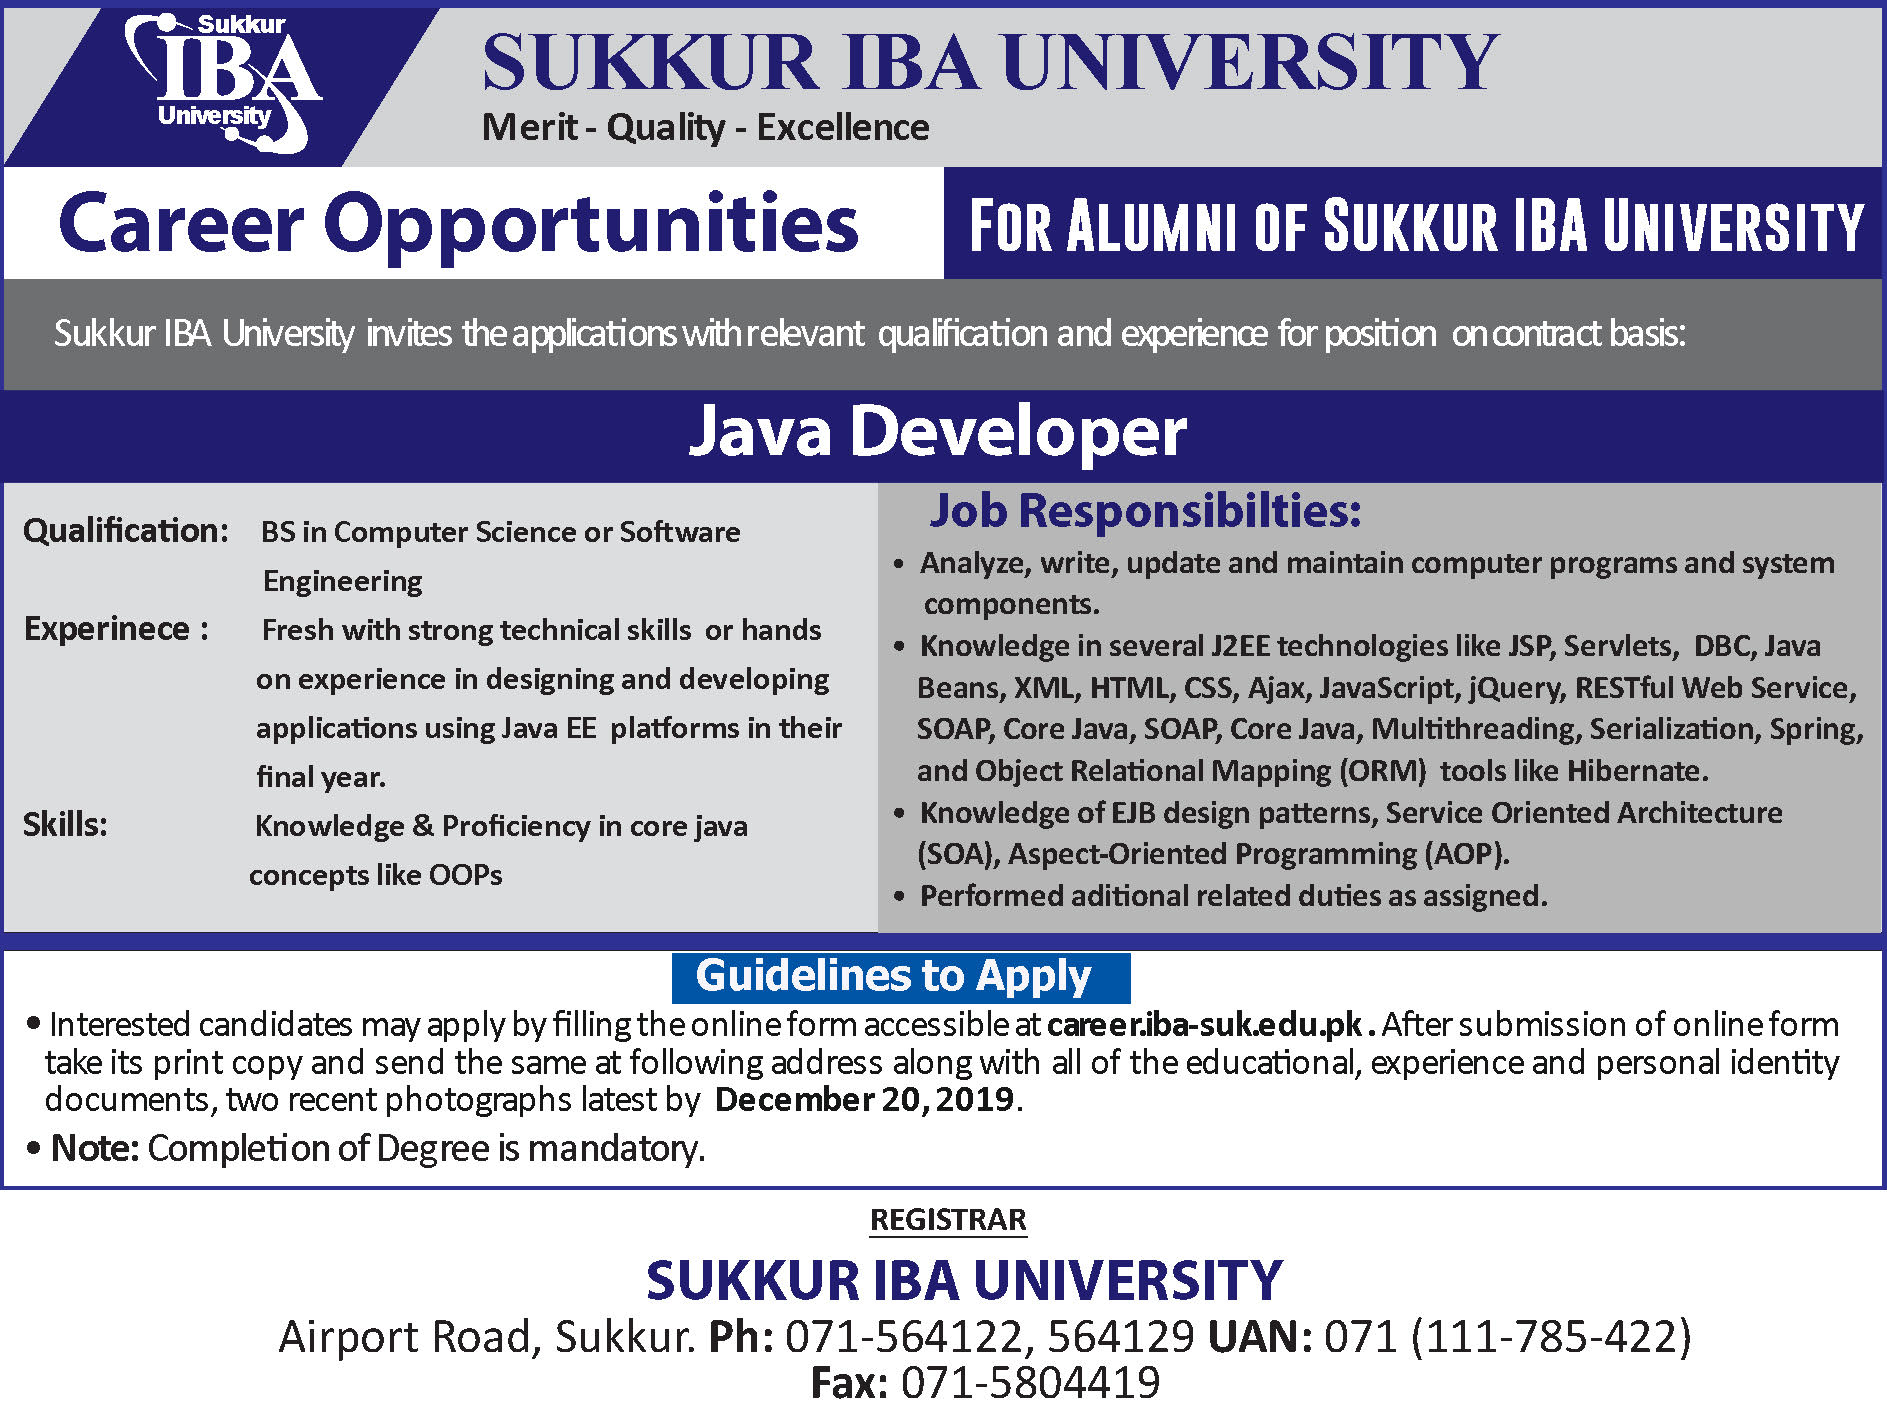 Sukkur
IBA
University
SUKKUR IBA UNIVERSITY
Merit - Quality - Excellence
Career Opportunities
FOR ALUMNI OF SUKKUR IBA UNIVERSITY
Sukkur IBA University invites the applications with relevant qualification and experience for position on contract basis:
Java Developer
Qualification: BS in Computer Science or Software
Engineering
Experinece : Fresh with strong technical skills or hands
on experience in designing and developing
applications using Java EE platforms in their
final year.
Skills: Knowledge & Proficiency in core java
concepts like OOPs
Job Responsibilties:
• Analyze, write, update and maintain computer programs and system
components.
• Knowledge in several J2EE technologies like JSP, Servlets, DBC, Java
Beans, XML, HTML, CSS, Ajax, JavaScript, jQuery, RESTful Web Service,
SOAP, Core Java, SOAP, Core Java, Multithreading, Serialization, Spring,
and Object Relational Mapping (ORM) tools like Hibernate.
• Knowledge of EJB design patterns, Service Oriented Architecture
(SOA), Aspect-Oriented Programming (AOP).
• Performed aditional related duties as assigned.
Guidelines to Apply
• Interested candidates may apply by filling the online form accessible at career.iba-suk.edu.pk . After submission of online form
take its print copy and send the same at following address along with all of the educational, experience and personal identity
documents, two recent photographs latest by December 20, 2019.
• Note: Completion of Degree is mandatory.
REGISTRAR
SUKKUR IBA UNIVERSITY
Airport Road, Sukkur. Ph: 071-564122, 564129 UAN: 071 (111-785-422)
Fax: 071-5804419